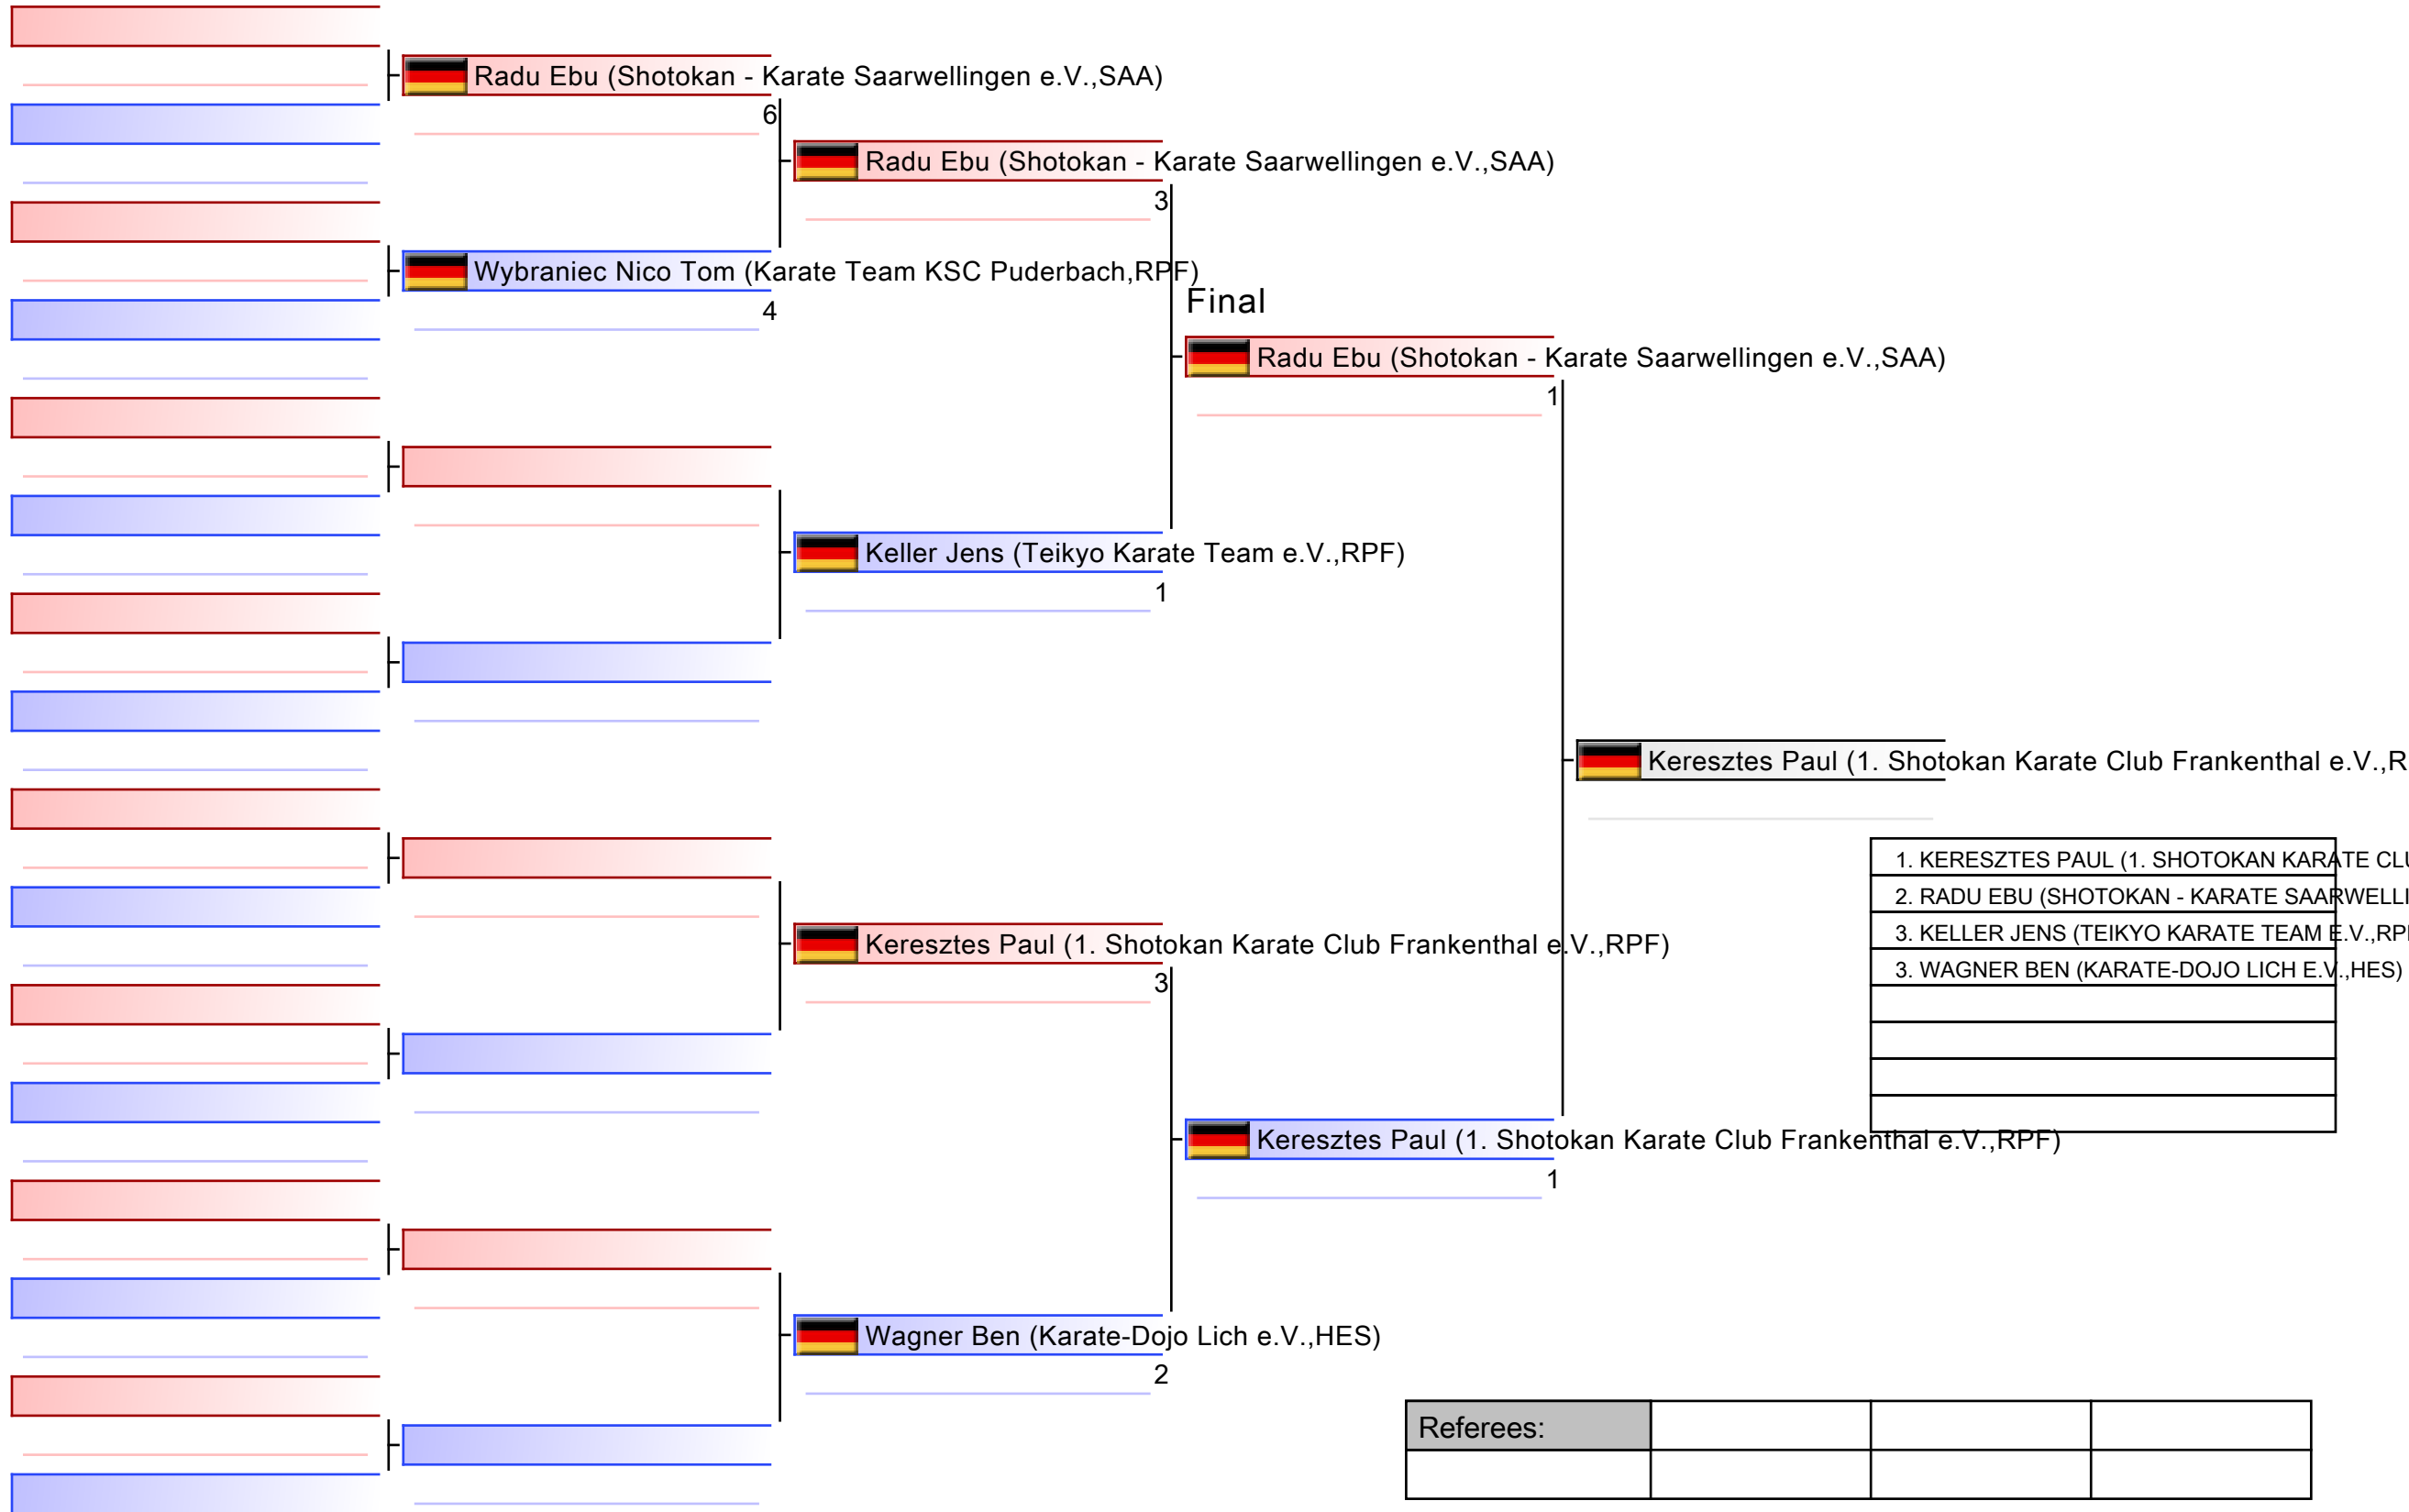 Radu Ebu (Shotokan - Karate Saarwellingen e.V.,SAA)
6
Radu Ebu (Shotokan - Karate Saarwellingen e.V.,SAA)
3
Wybraniec Nico Tom (Karate Team KSC Puderbach,RPF)
4
Final
Radu Ebu (Shotokan - Karate Saarwellingen e.V.,SAA)
1
Keller Jens (Teikyo Karate Team e.V.,RPF)
1
Keresztes Paul (1. Shotokan Karate Club Frankenthal e.V.,R
1. KERESZTES PAUL (1. SHOTOKAN KARATE CLU
2. RADU EBU (SHOTOKAN - KARATE SAARWELLI
3. KELLER JENS (TEIKYO KARATE TEAM E.V.,RP
3. WAGNER BEN (KARATE-DOJO LICH E.V.,HES)
Keresztes Paul (1. Shotokan Karate Club Frankenthal e.V.,RPF)
3
Keresztes Paul (1. Shotokan Karate Club Frankenthal e.V.,RPF)
1
Wagner Ben (Karate-Dojo Lich e.V.,HES)
2
Referees: